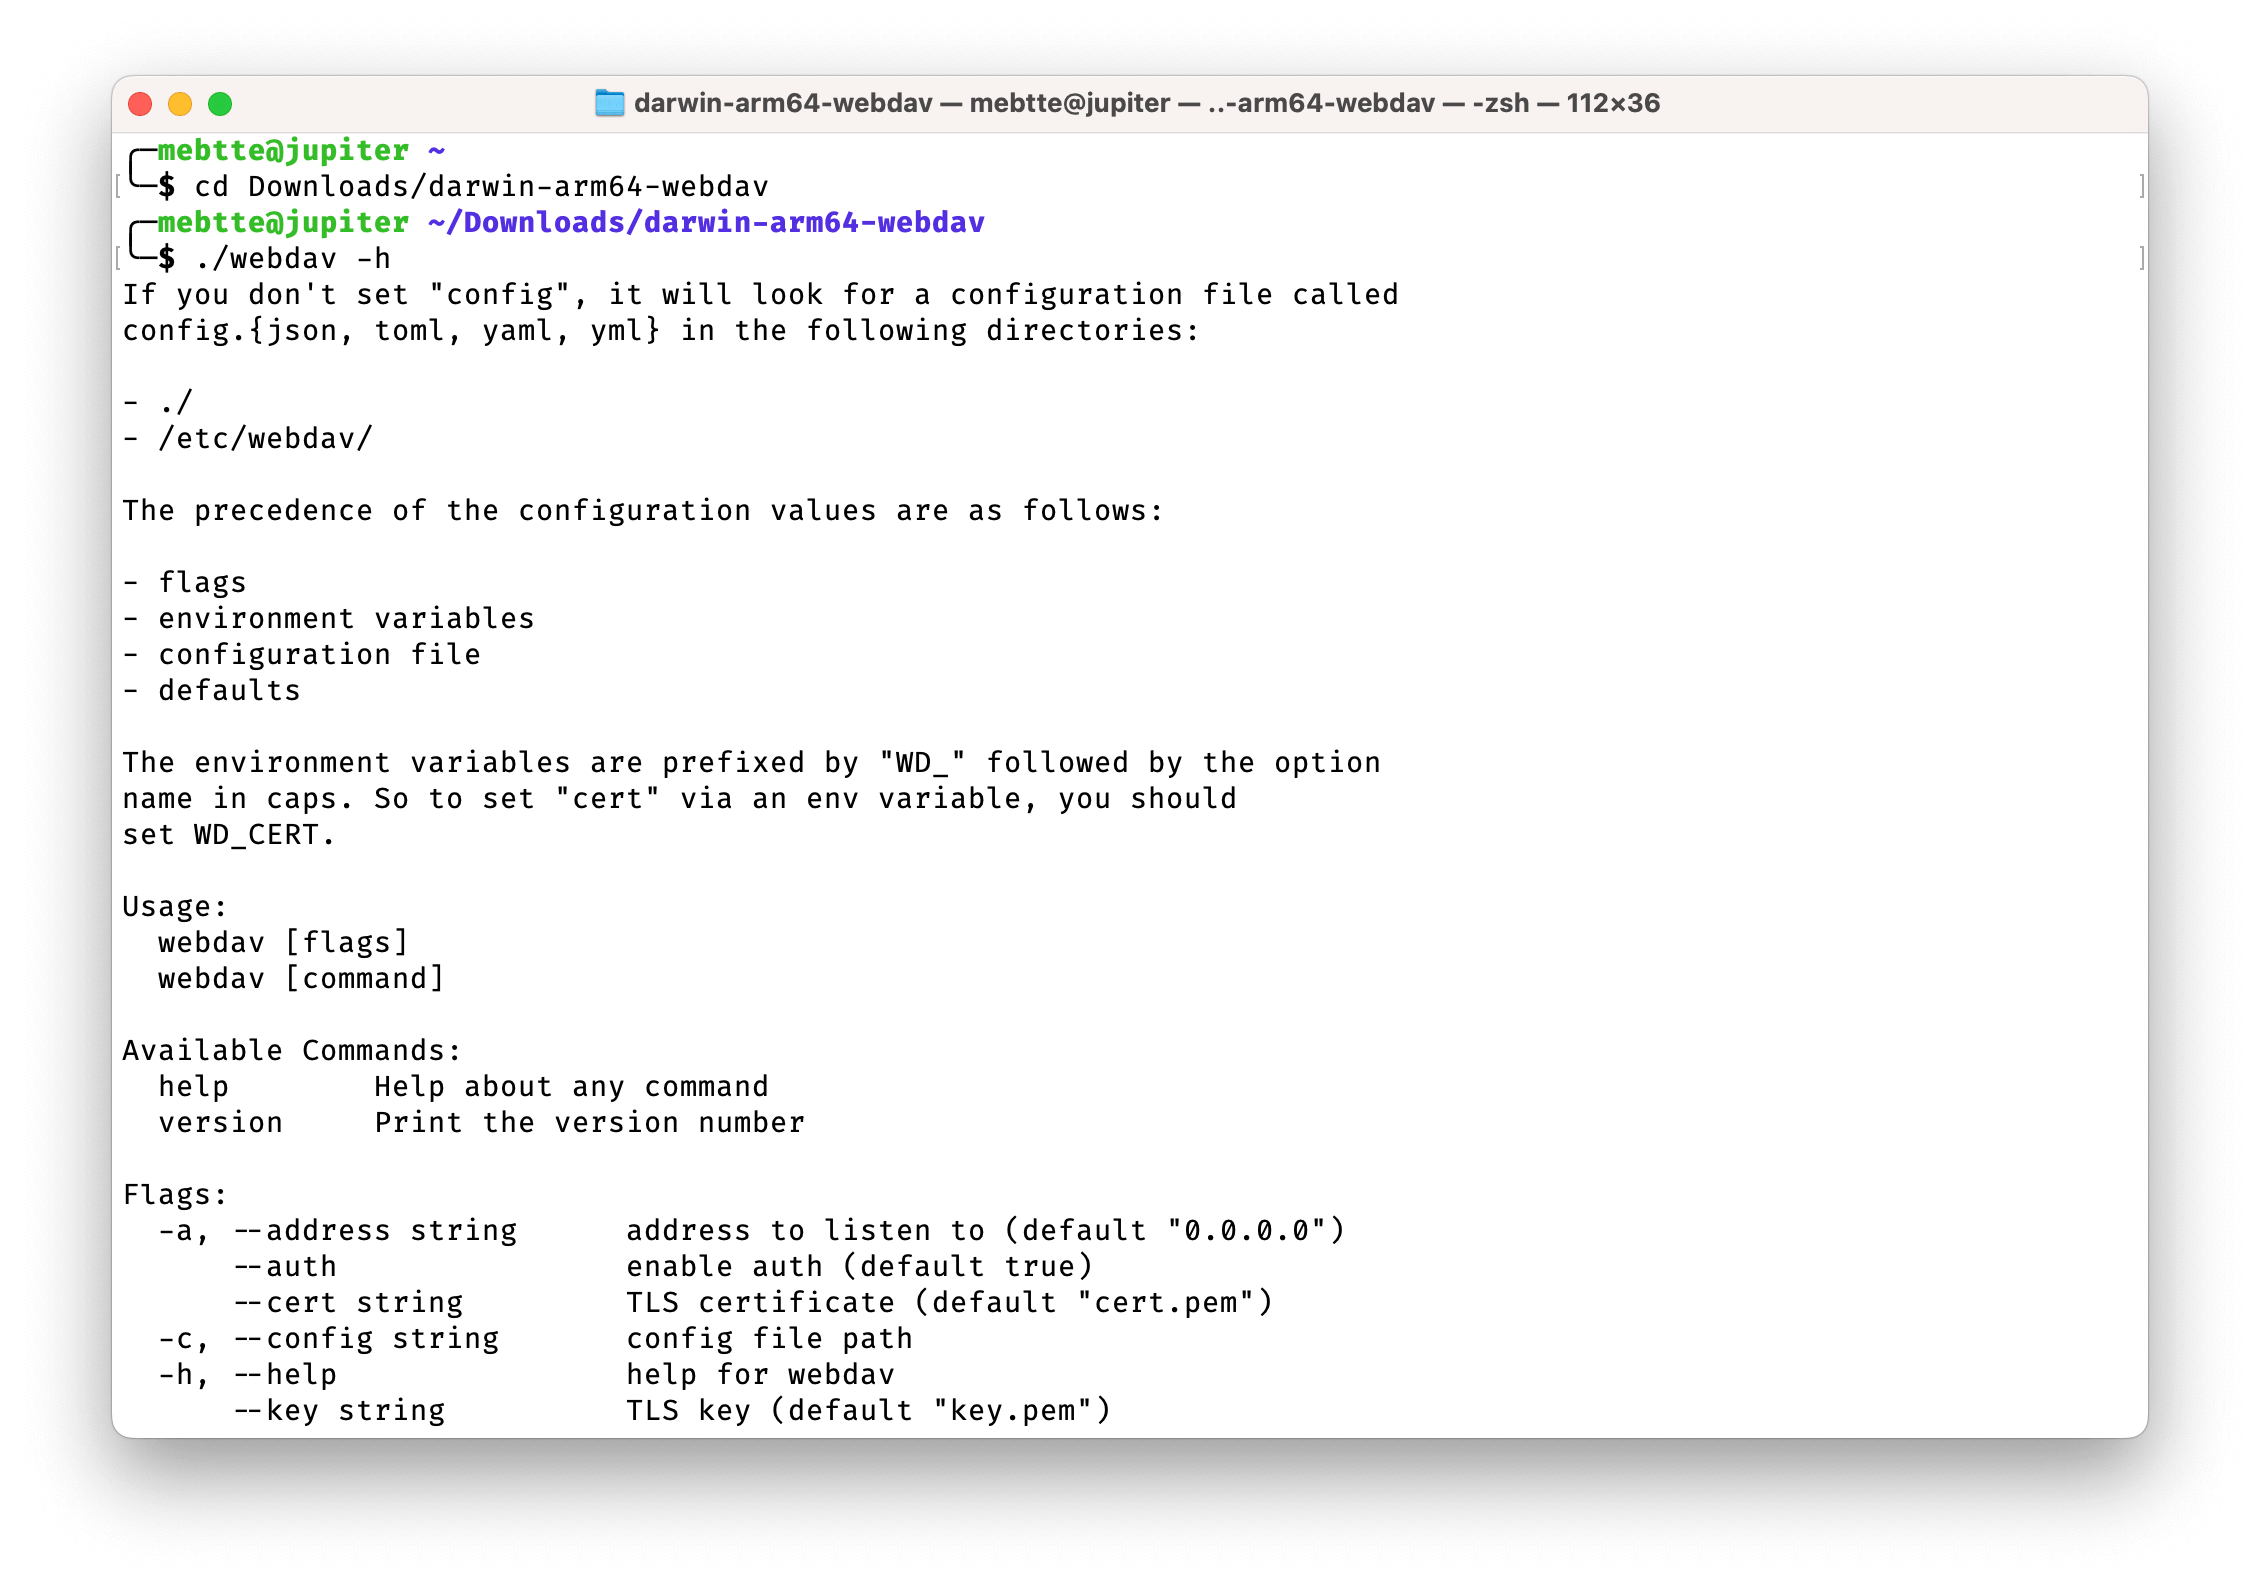 darwin-arm64-webdav — mebtte@jupiter — ..-arm64-webdav — -zsh — 112×36
╭─mebtte@jupiter ~
╰─$ cd Downloads/darwin-arm64-webdav
╭─mebtte@jupiter ~/Downloads/darwin-arm64-webdav
╰─$ ./webdav -h
If you don't set "config", it will look for a configuration file called
config.{json, toml, yaml, yml} in the following directories:

- ./
- /etc/webdav/

The precedence of the configuration values are as follows:

- flags
- environment variables
- configuration file
- defaults

The environment variables are prefixed by "WD_" followed by the option
name in caps. So to set "cert" via an env variable, you should
set WD_CERT.

Usage:
  webdav [flags]
  webdav [command]

Available Commands:
  help        Help about any command
  version     Print the version number

Flags:
  -a, --address string      address to listen to (default "0.0.0.0")
      --auth                enable auth (default true)
      --cert string         TLS certificate (default "cert.pem")
  -c, --config string       config file path
  -h, --help                help for webdav
      --key string          TLS key (default "key.pem")